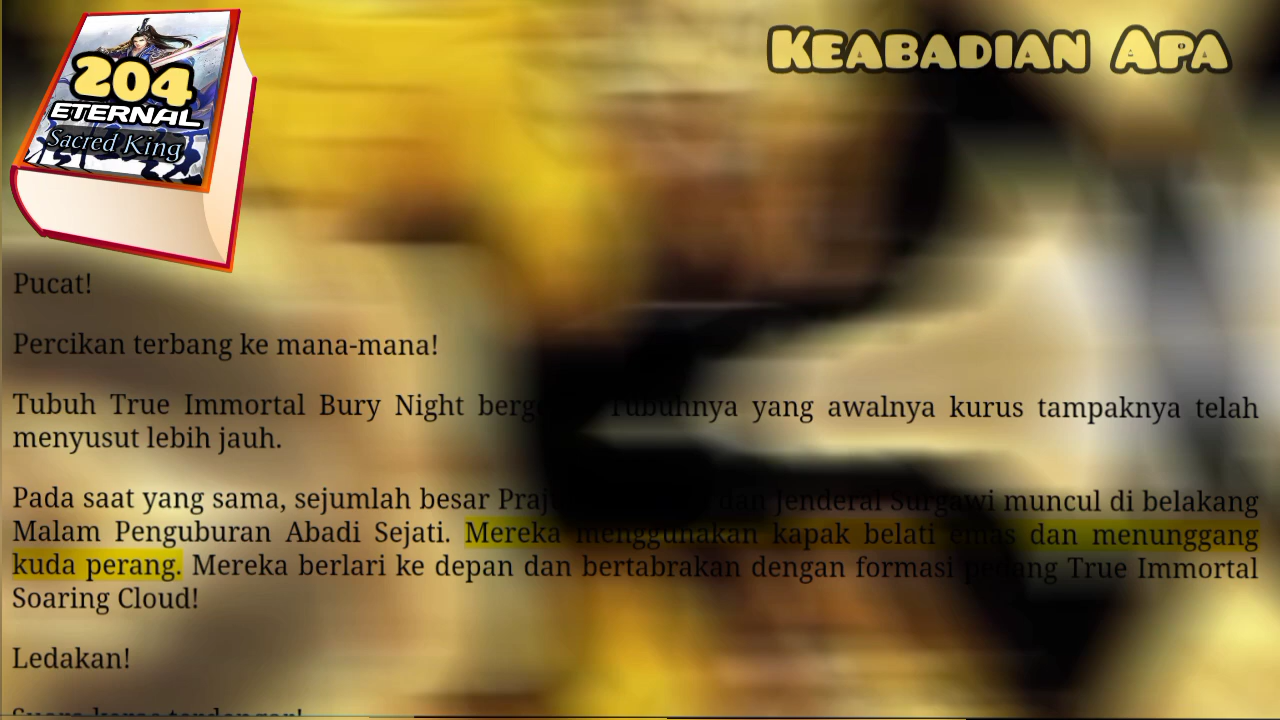 204
ETERNAL
Sacred King
KEABADIAN APA
Pucat!
Percikan terbang ke mana-mana!
Tubuh True Immortal Bury Night Tubuhnya yang awalnya kurus tampaknya telah
menyusut lebih jauh.
Pada saat yang sama, sejumlah besar dan Jenderal Surgawi muncul di belakang
Malam Penguburan Abadi Sejati. Mereka menggunakan kapak belati emas dan menunggang
kuda perang. Mereka berlari ke depan dan bertabrakan dengan formasi pedang True Immortal
Soaring Cloud!
Ledakan!